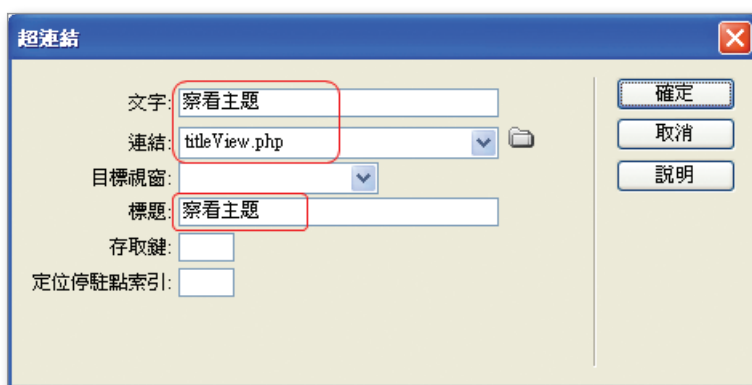 超連結
文字: 察看主題
連結: titleView.php
目標視窗:
標題: 察看主題
存取鍵:
定位停駐點索引:
確定
取消
說明